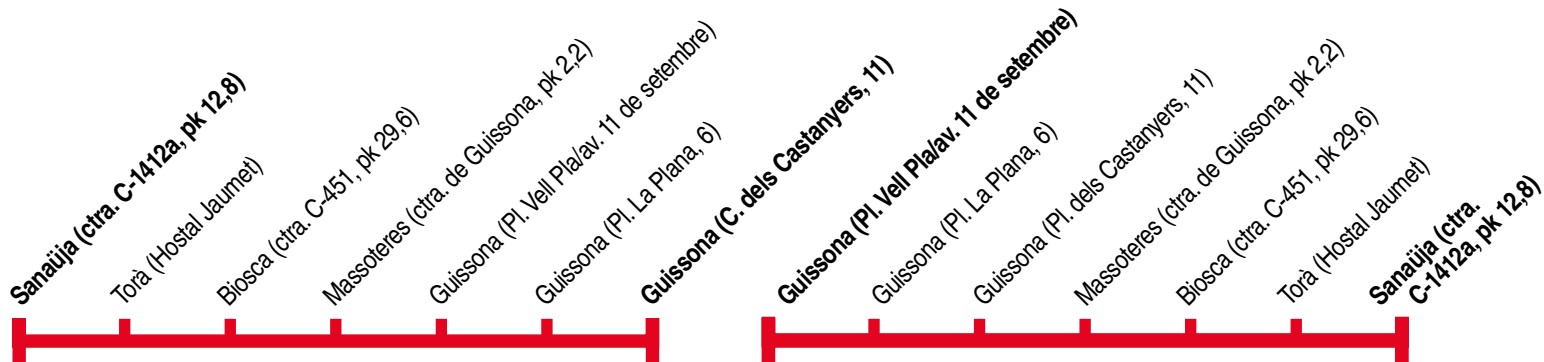 Sanaüja (ctra. C-1412a, pk 12,8)
Torà (Hostal Jaumet)
Biosca (ctra. C-451, pk 29,6)
Massoteres (ctra. de Guissona, pk 2,2)
Guissona (Pl. Vell Pla/av. 11 de setembre)
Guissona (Pl. La Plana, 6)
Guissona (C. dels Castanyers, 11)
Guissona (Pl. Vell Pla/av. 11 de setembre)
Guissona (Pl. La Plana, 6)
Guissona (Pl. dels Castanyers, 11)
Massoteres (ctra. de Guissona, pk 2,2)
Biosca (ctra. C-451, pk 29,6)
Torà (Hostal Jaumet)
Sanaüja (ctra.
C-1412a, pk 12,8)